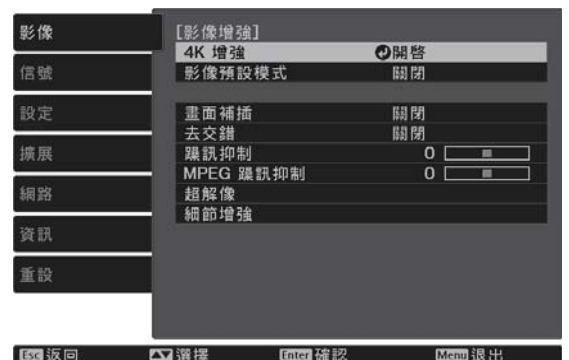 影像
信號
設定
擴展
網路
資訊
重設
[影像增強]
4K 增強 開啓
影像預設模式 關閉
畫面補插 關閉
去交錯 關閉
躁訊抑制 0
MPEG 躁訊抑制 0
超解像
細節增強
Esc 返回 選擇 Enter 確認 Menu 退出